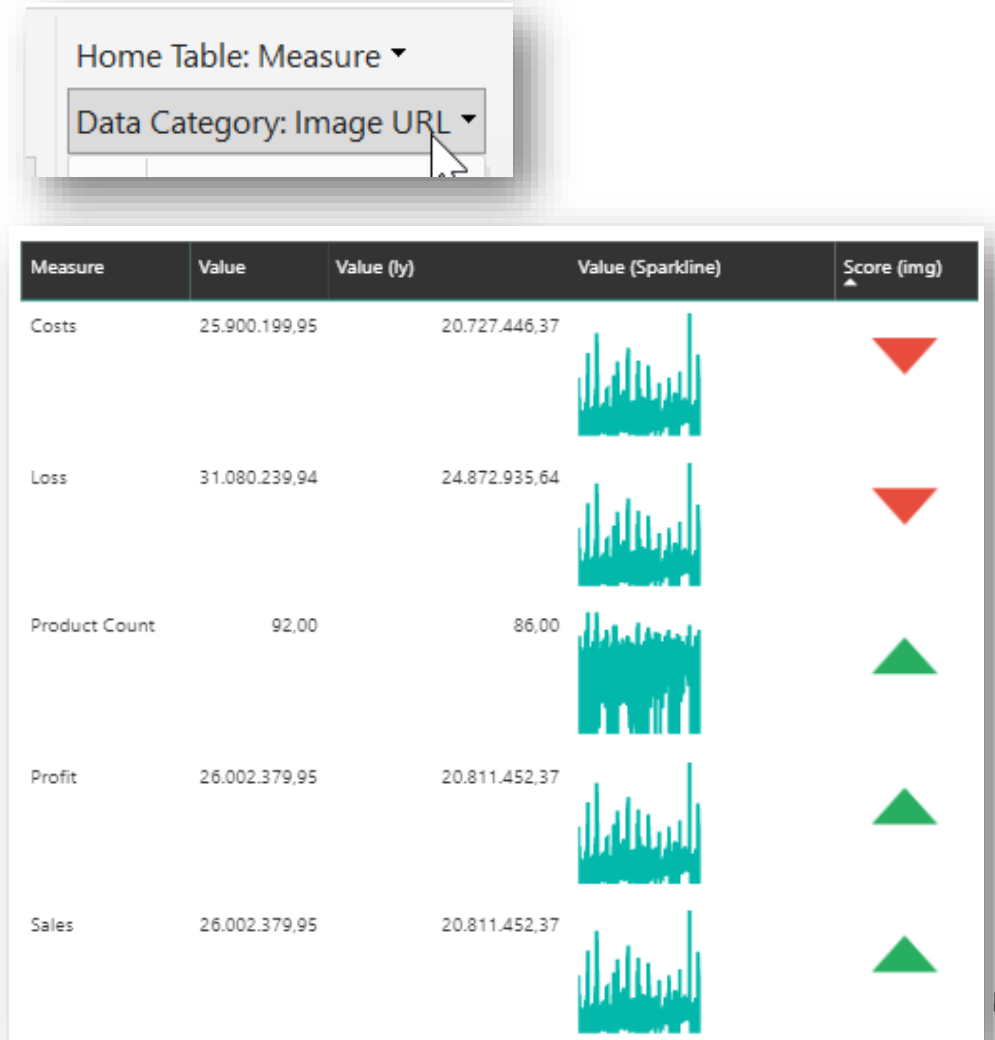 Home Table: Measure
Data Category: Image URL
Measure Value Value (ly) Value (Sparkline) Score (img)
Costs 25.900.199,95 20.727.446,37
Loss 31.080.239,94 24.872.935,64
Product Count 92,00 86,00
Profit 26.002.379,95 20.811.452,37
Sales 26.002.379,95 20.811.452,37